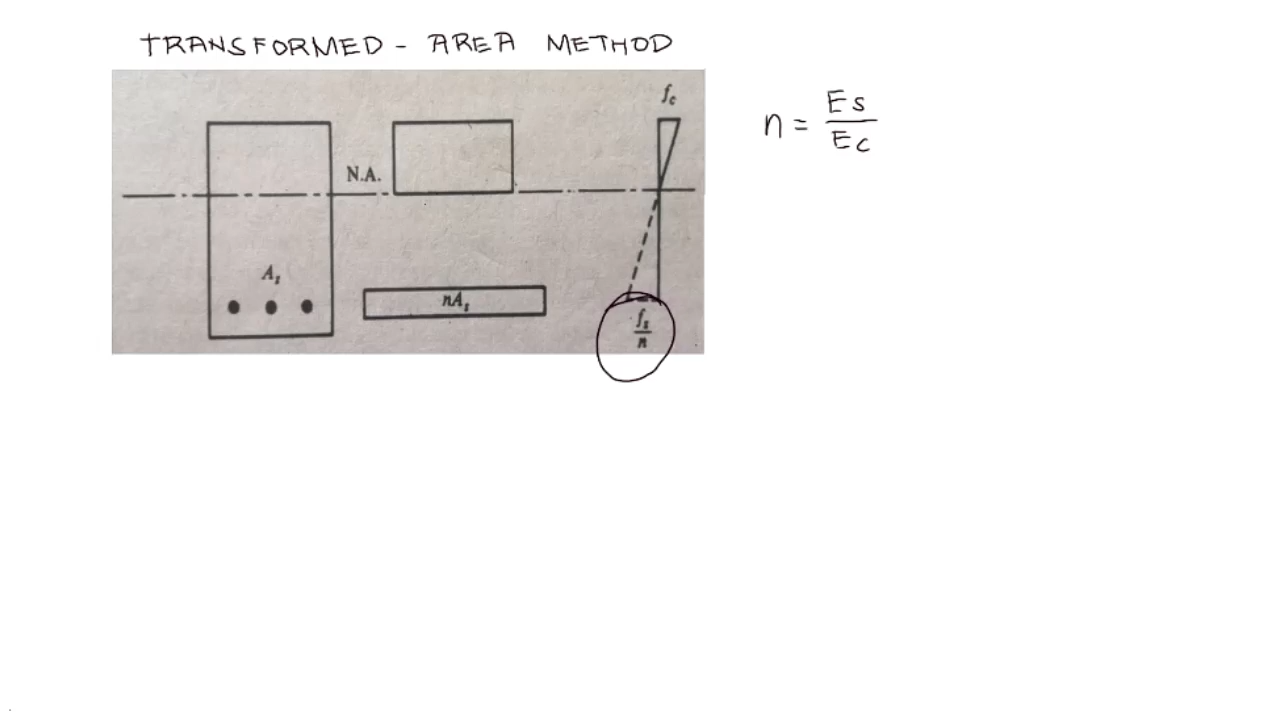 TRANSFORMED - AREA METHOD
f_c
n = Es / Ec
N.A.
A_s
nA_s
f_s / n